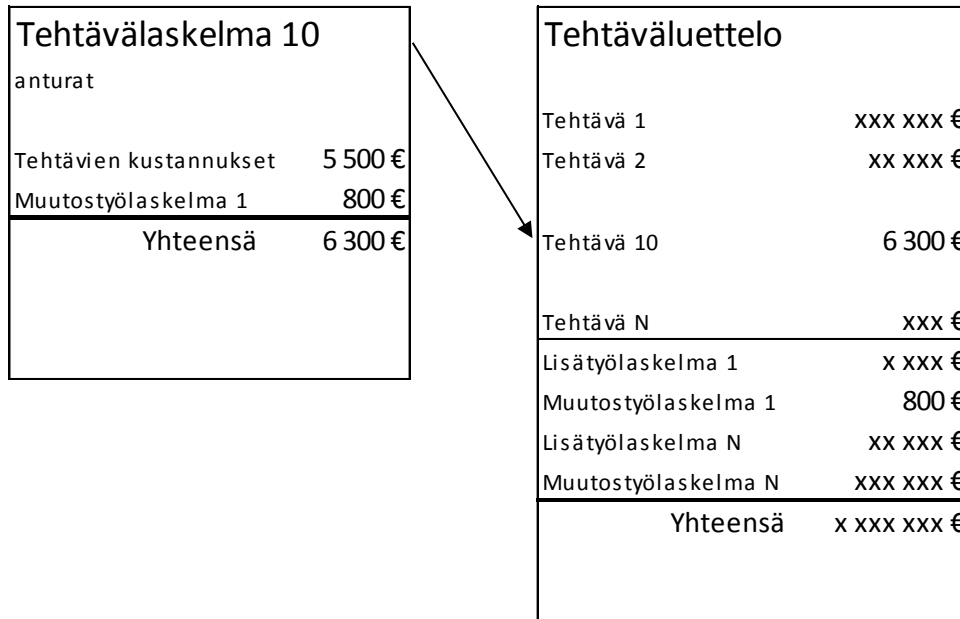 Tehtävälaskelma 10
anturat
Tehtävien kustannukset 5 500 €
Muutostyölaskelma 1 800 €
Yhteensä 6 300 €
Tehtäväluettelo
Tehtävä 1 xxx xxx €
Tehtävä 2 xx xxx €
Tehtävä 10 6 300 €
Tehtävä N xxx €
Lisätyölaskelma 1 x xxx €
Muutostyölaskelma 1 800 €
Lisätyölaskelma N xx xxx €
Muutostyölaskelma N xxx xxx €
Yhteensä x xxx xxx €